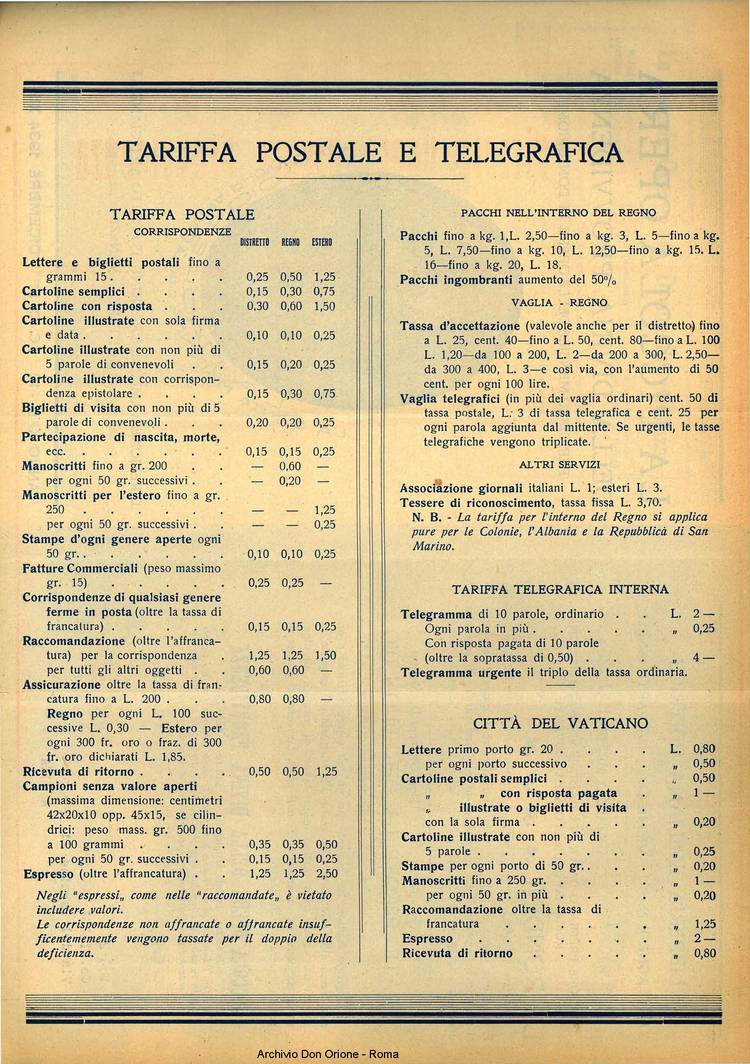 TARIFFA POSTALE E TELEGRAFICA
TARIFFA POSTALE
CORRISPONDENZE
DISTRETTO REGNO ESTERO
Lettere e biglietti postali fino a
grammi 15 . . . . . 0,25 0,50 1,25
Cartoline semplici . . . . 0,15 0,30 0,75
Cartoline con risposta . . . 0.30 0,60 1,50
Cartoline illustrate con sola firma
e data . . . . . . 0,10 0,10 0,25
Cartoline illustrate con non più di
5 parole di convenevoli . . 0,15 0,20 0,25
Cartoline illustrate con corrispon-
denza epistolare . . . . 0,15 0,30 0,75
Biglietti di visita con non più di 5
parole di convenevoli . . . 0,20 0,20 0,25
Partecipazione di nascita, morte,
ecc. . . . . . . 0,15 0,15 0,25
Manoscritti fino a gr. 200 . . — 0,60 —
per ogni 50 gr. successivi . . — 0,20 —
Manoscritti per l'estero fino a gr.
250 . . . . . . — — 1,25
per ogni 50 gr. successivi . . — — 0,25
Stampe d'ogni genere aperte ogni
50 gr. . . . . . . 0,10 0,10 0,25
Fatture Commerciali (peso massimo
gr. 15) . . . . . 0,25 0,25 —
Corrispondenze di qualsiasi genere
ferme in posta (oltre la tassa di
francatura) . . . . . 0,15 0,15 0,25
Raccomandazione (oltre l'affranca-
tura) per la corrispondenza . 1,25 1,25 1,50
per tutti gli altri oggetti . . 0,60 0,60 —
Assicurazione oltre la tassa di fran-
catura fino a L. 200 . . . 0,80 0,80 —
Regno per ogni L. 100 suc-
cessive L. 0,30 — Estero per
ogni 300 fr. oro o fraz. di 300
fr. oro dichiarati L. 1,85.
Ricevuta di ritorno . . . . 0,50 0,50 1,25
Campioni senza valore aperti
(massima dimensione: centimetri
42x20x10 opp. 45x15, se cilin-
drici: peso mass. gr. 500 fino
a 100 grammi . . . . 0,35 0,35 0,50
per ogni 50 gr. successivi . . 0,15 0,15 0,25
Espresso (oltre l'affrancatura) . . 1,25 1,25 2,50
Negli "espressi„ come nelle "raccomandate„ è vietato
includere valori.
Le corrispondenze non affrancate o affrancate insuf-
ficentememente vengono tassate per il doppio della
deficienza.
PACCHI NELL'INTERNO DEL REGNO
Pacchi fino a kg. 1, L. 2,50—fino a kg. 3, L. 5—fino a kg.
5, L. 7,50—fino a kg. 10, L. 12,50—fino a kg. 15. L.
16—fino a kg. 20, L. 18.
Pacchi ingombranti aumento del 50%
VAGLIA - REGNO
Tassa d'accettazione (valevole anche per il distretto) fino
a L. 25, cent. 40—fino a L. 50, cent. 80—fino a L. 100
L. 1,20—da 100 a 200, L. 2—da 200 a 300, L. 2,50—
da 300 a 400, L. 3—e così via, con l'aumento di 50
cent. per ogni 100 lire.
Vaglia telegrafici (in più dei vaglia ordinari) cent. 50 di
tassa postale, L. 3 di tassa telegrafica e cent. 25 per
ogni parola aggiunta dal mittente. Se urgenti, le tasse
telegrafiche vengono triplicate.
ALTRI SERVIZI
Associazione giornali italiani L. 1; esteri L. 3.
Tessere di riconoscimento, tassa fissa L. 3,70.
N. B. - La tariffa per l'interno del Regno si applica
pure per le Colonie, l'Albania e la Repubblica di San
Marino.
TARIFFA TELEGRAFICA INTERNA
Telegramma di 10 parole, ordinario . . L. 2 —
Ogni parola in più . . . . . „ 0,25
Con risposta pagata di 10 parole
(oltre la sopratassa di 0,50) . . . „ 4 —
Telegramma urgente il triplo della tassa ordinaria.
CITTÀ DEL VATICANO
Lettere primo porto gr. 20 . . . . L. 0,80
per ogni porto successivo . . . „ 0,50
Cartoline postali semplici . . . . „ 0,50
„ „ con risposta pagata . „ 1 —
„ illustrate o biglietti di visita .
con la sola firma . . . . . „ 0,20
Cartoline illustrate con non più di
5 parole . . . . . . . „ 0,25
Stampe per ogni porto di 50 gr. . . . „ 0,20
Manoscritti fino a 250 gr. . . . . „ 1 —
per ogni 50 gr. in più . . . . „ 0,20
Raccomandazione oltre la tassa di
francatura . . . . . . „ 1,25
Espresso . . . . . . . „ 2 —
Ricevuta di ritorno . . . . . „ 0,80
Archivio Don Orione - Roma